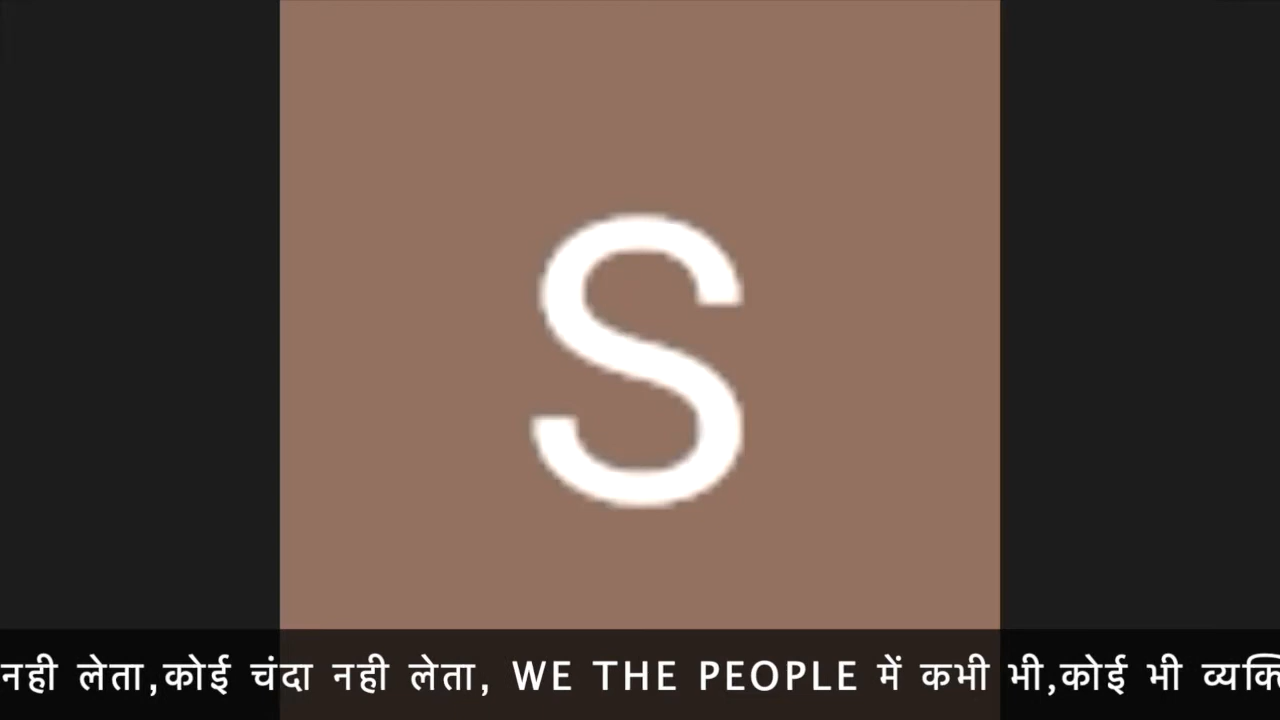 S
नही लेता,कोई चंदा नही लेता, WE THE PEOPLE में कभी भी,कोई भी